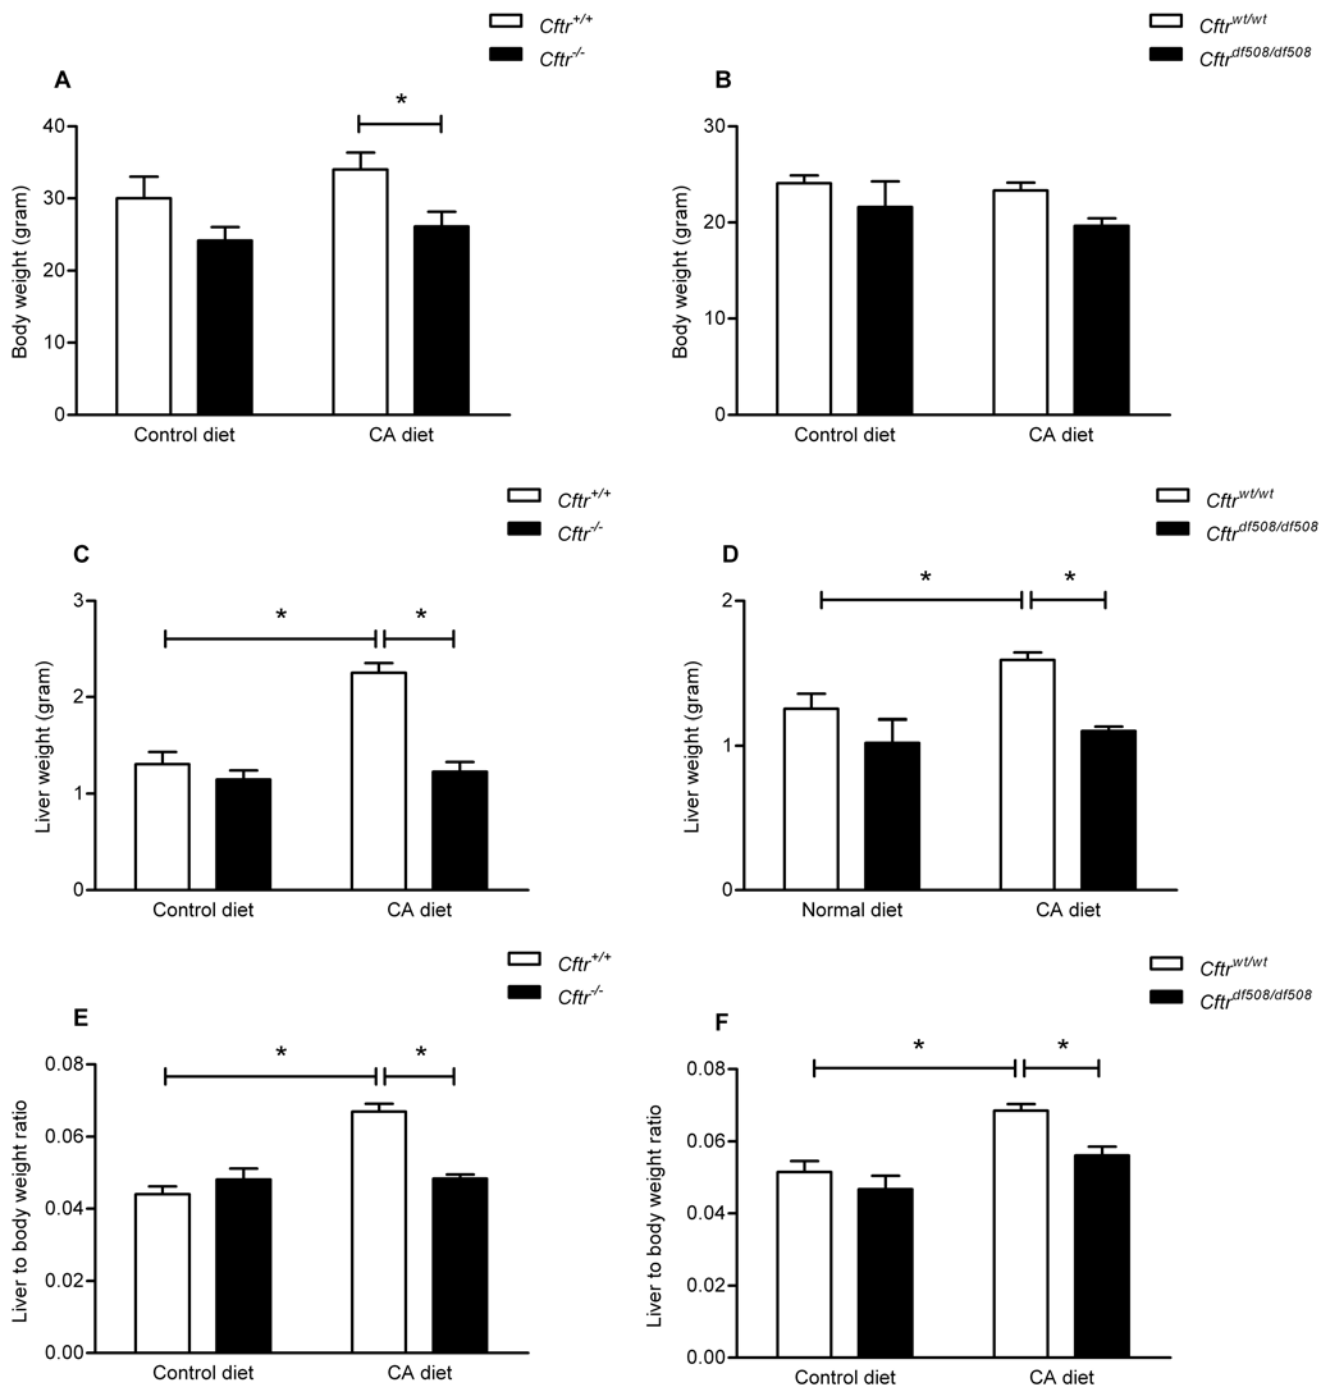 Cftr+/+
Cftr-/-
A
*
40
30
20
10
0
Body weight (gram)
Control diet
CA diet
Cftrwt/wt
Cftrdf508/df508
B
30
20
10
0
Body weight (gram)
Control diet
CA diet
Cftr+/+
Cftr-/-
C
* *
3
2
1
0
Liver weight (gram)
Control diet
CA diet
Cftrwt/wt
Cftrdf508/df508
D
* *
2
1
0
Liver weight (gram)
Normal diet
CA diet
Cftr+/+
Cftr-/-
E
* *
0.08
0.06
0.04
0.02
0.00
Liver to body weight ratio
Control diet
CA diet
Cftrwt/wt
Cftrdf508/df508
F
* *
0.08
0.06
0.04
0.02
0.00
Liver to body weight ratio
Control diet
CA diet